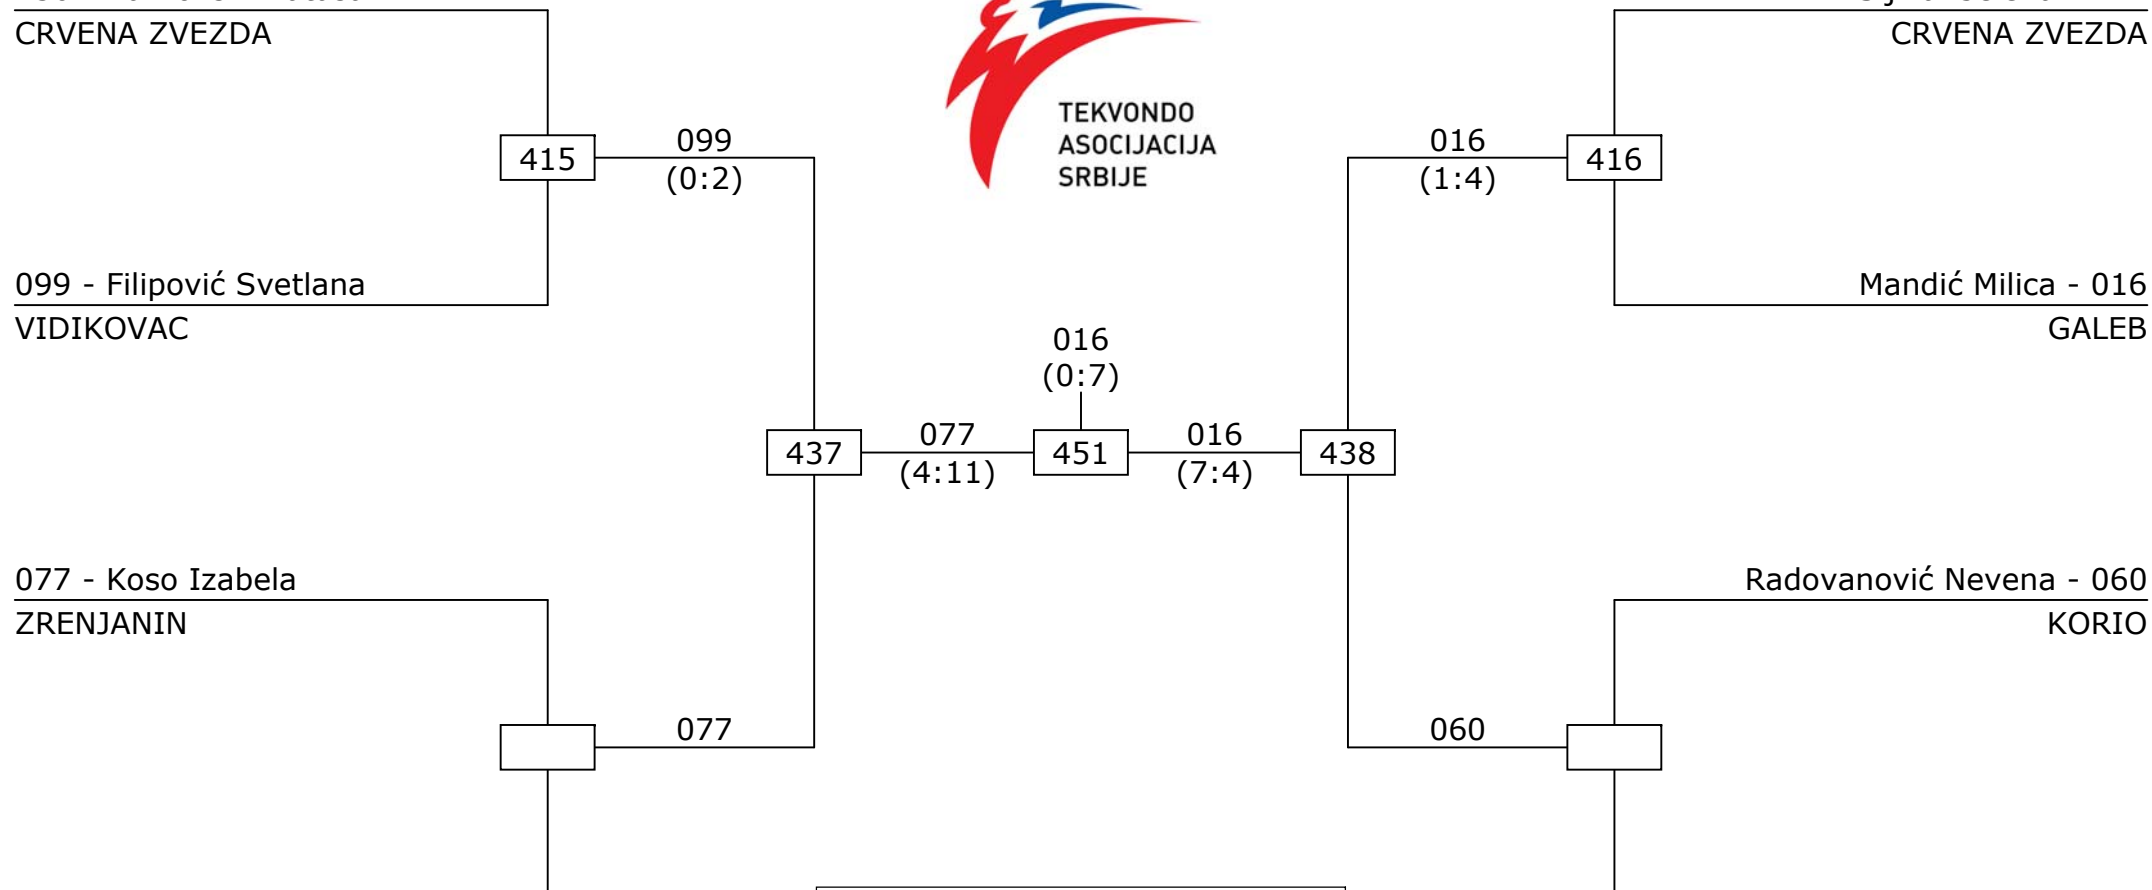 CRVENA ZVEZDA
CRVENA ZVEZDA
TEKVONDO
ASOCIJACIJA
SRBIJE
415
099
(0:2)
016
(1:4)
416
099 - Filipović Svetlana
VIDIKOVAC
Mandić Milica - 016
GALEB
016
(0:7)
437
077
(4:11)
451
016
(7:4)
438
077 - Koso Izabela
ZRENJANIN
Radovanović Nevena - 060
KORIO
077
060